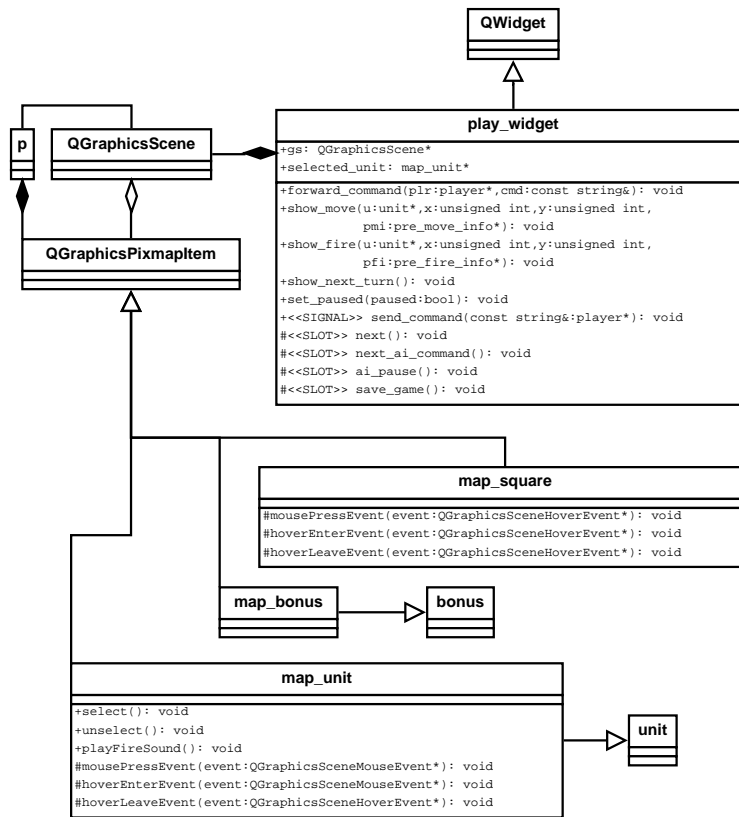 QWidget
play_widget
+gs: QGraphicsScene*
+selected_unit: map_unit*
+forward_command(plr:player*,cmd:const string&): void
+show_move(u:unit*,x:unsigned int,y:unsigned int,
pmi:pre_move_info*): void
+show_fire(u:unit*,x:unsigned int,y:unsigned int,
pfi:pre_fire_info*): void
+show_next_turn(): void
+set_paused(paused:bool): void
+<<SIGNAL>> send_command(const string&:player*): void
#<<SLOT>> next(): void
#<<SLOT>> next_ai_command(): void
#<<SLOT>> ai_pause(): void
#<<SLOT>> save_game(): void
p
QGraphicsScene
QGraphicsPixmapItem
map_square
#mousePressEvent(event:QGraphicsSceneHoverEvent*): void
#hoverEnterEvent(event:QGraphicsSceneHoverEvent*): void
#hoverLeaveEvent(event:QGraphicsSceneHoverEvent*): void
map_bonus
bonus
map_unit
+select(): void
+unselect(): void
+playFireSound(): void
#mousePressEvent(event:QGraphicsSceneMouseEvent*): void
#hoverEnterEvent(event:QGraphicsSceneMouseEvent*): void
#hoverLeaveEvent(event:QGraphicsSceneHoverEvent*): void
unit